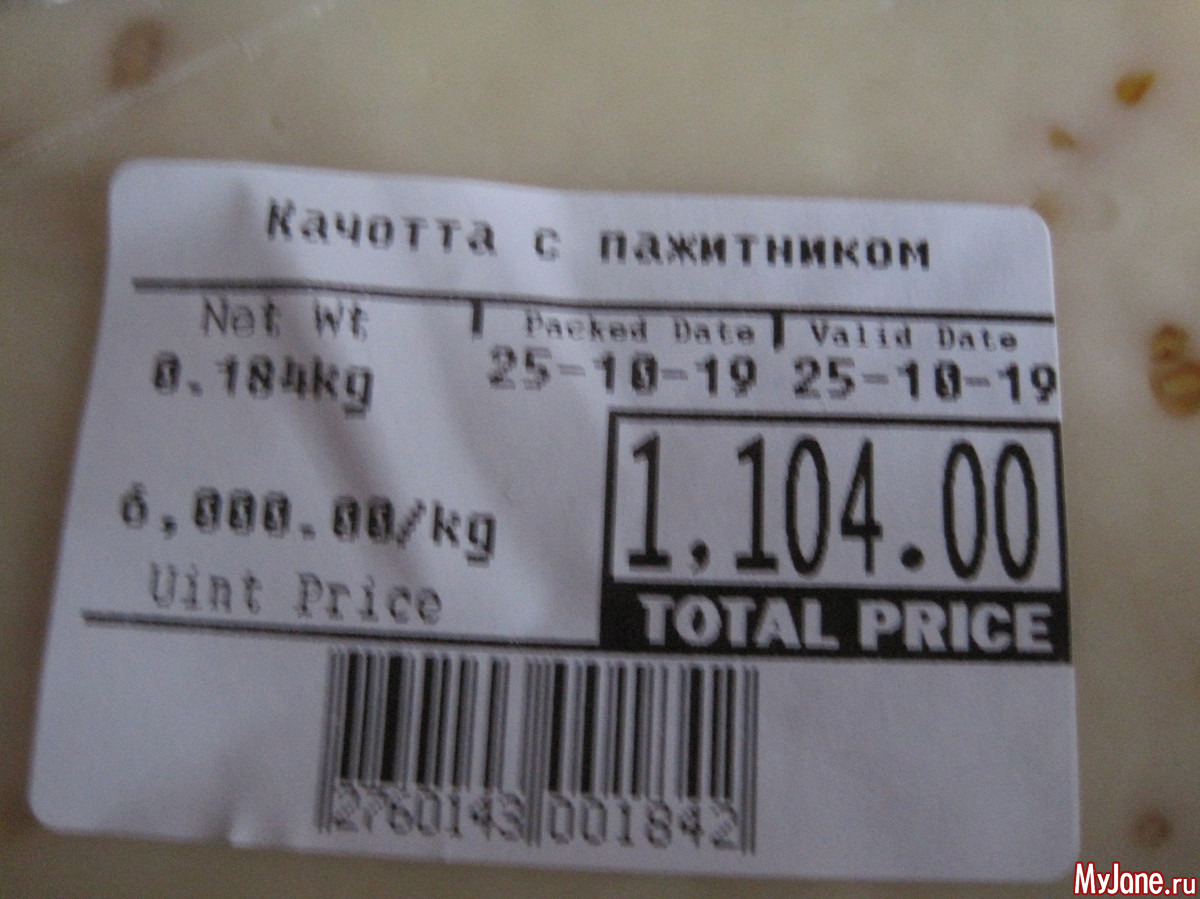 Качотта с пажитником
Net Wt Packed Date Valid Date
0.184kg 25-10-19 25-10-19
1,104.00
6,000.00/kg
Uint Price
TOTAL PRICE
2760143 001842
MyJane.ru